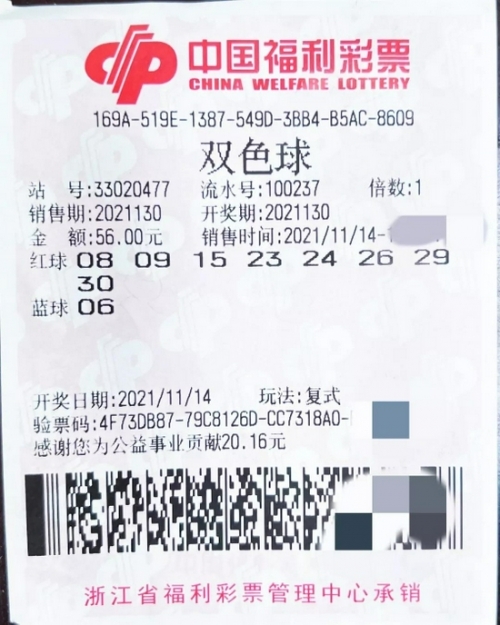 中国福利彩票
CHINA WELFARE LOTTERY
169A-519E-1387-549D-3BB4-B5AC-8609
双色球
站 号:33020477 流水号:100237 倍数:1
销售期:2021130 开奖期:2021130
金 额:56.00元 销售时间:2021/11/14-
红球 08 09 15 23 24 26 29
30
蓝球 06
开奖日期:2021/11/14 玩法:复式
验票码:4F73DB87-79C8126D-CC7318A0-
感谢您为公益事业贡献20.16元
浙江省福利彩票管理中心承销